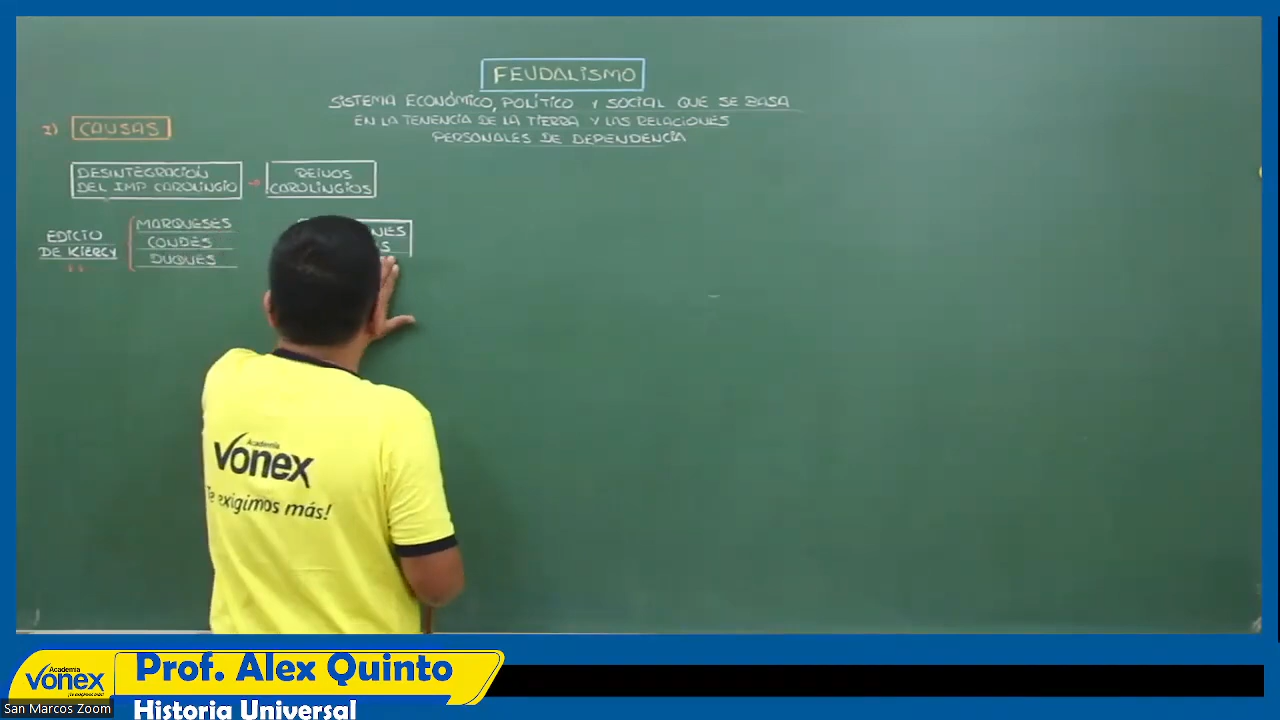 FEUDALISMO
SISTEMA ECONÓMICO, POLÍTICO Y SOCIAL QUE SE BASA
EN LA TENENCIA DE LA TIERRA Y LAS RELACIONES
PERSONALES DE DEPENDENCIA
CAUSAS
DESINTEGRACIÓN
DEL IMP CAROLINGIO
REINOS
CAROLINGIOS
EDICTO
DE KIERCY
MARQUESES
CONDES
DUQUES
Academia
Vonex
Te exigimos más!
Academia
Vonex
Prof. Alex Quinto
Historia Universal
San Marcos Zoom